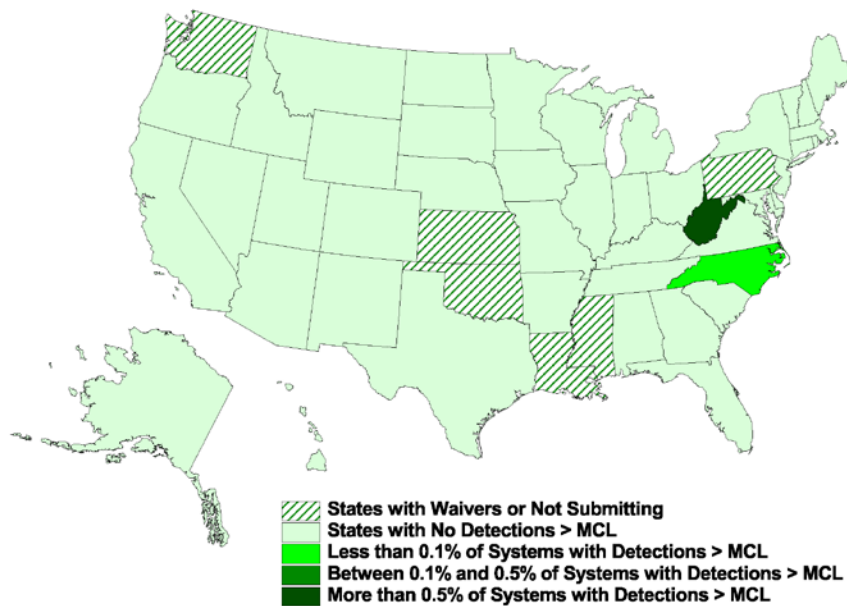 States with Waivers or Not Submitting
States with No Detections > MCL
Less than 0.1% of Systems with Detections > MCL
Between 0.1% and 0.5% of Systems with Detections > MCL
More than 0.5% of Systems with Detections > MCL